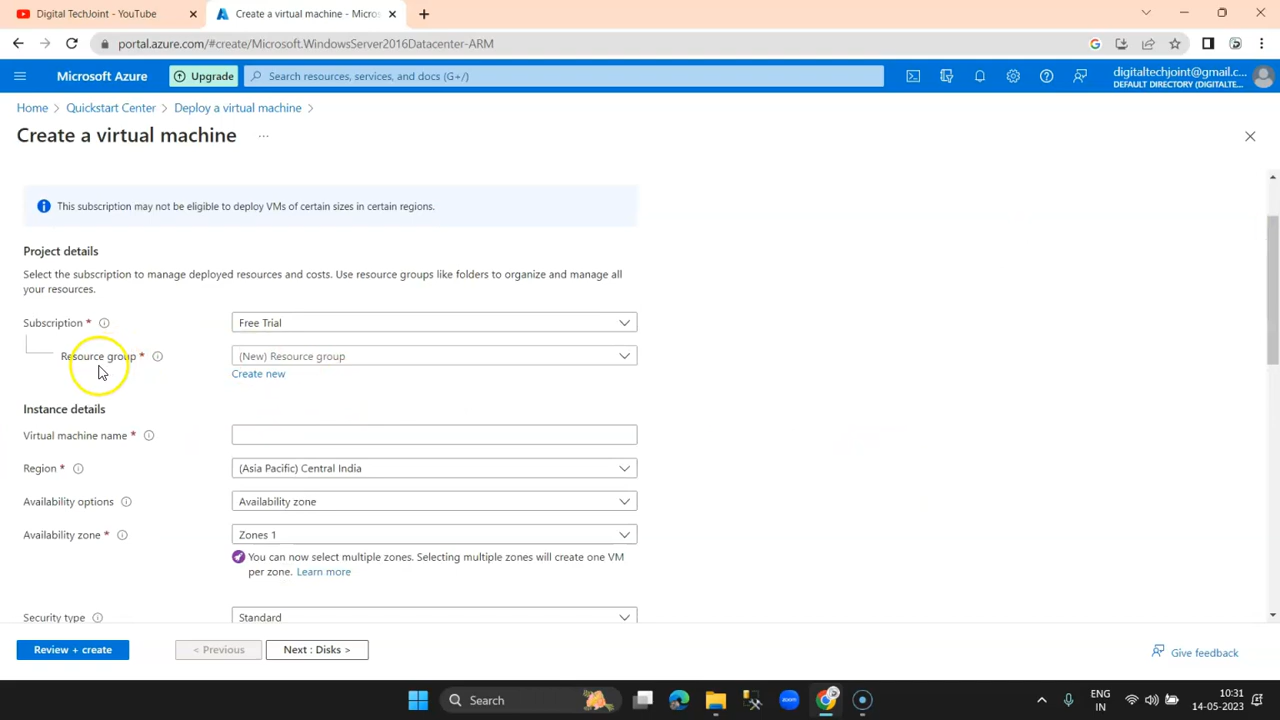 Digital TechJoint - YouTube
Create a virtual machine - Micros
portal.azure.com/#create/Microsoft.WindowsServer2016Datacenter-ARM
Microsoft Azure
Upgrade
Search resources, services, and docs (G+/)
digitaltechjoint@gmail.c...
DEFAULT DIRECTORY (DIGITALTE...
Home > Quickstart Center > Deploy a virtual machine >
Create a virtual machine ...
This subscription may not be eligible to deploy VMs of certain sizes in certain regions.
Project details
Select the subscription to manage deployed resources and costs. Use resource groups like folders to organize and manage all
your resources.
Subscription *
Free Trial
Resource group *
(New) Resource group
Create new
Instance details
Virtual machine name *
Region *
(Asia Pacific) Central India
Availability options
Availability zone
Availability zone *
Zones 1
You can now select multiple zones. Selecting multiple zones will create one VM
per zone. Learn more
Security type
Standard
Review + create
< Previous
Next : Disks >
Give feedback
Search
ENG
IN
10:31
14-05-2023